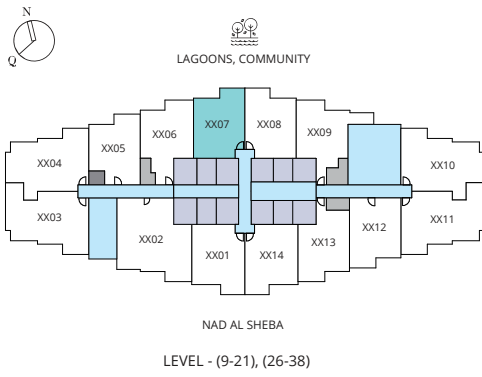 N
Q
LAGOONS, COMMUNITY
XX07
XX08
XX06
XX09
XX05
XX04
XX10
XX03
XX11
XX02
XX12
XX13
XX01
XX14
NAD AL SHEBA
LEVEL - (9-21), (26-38)